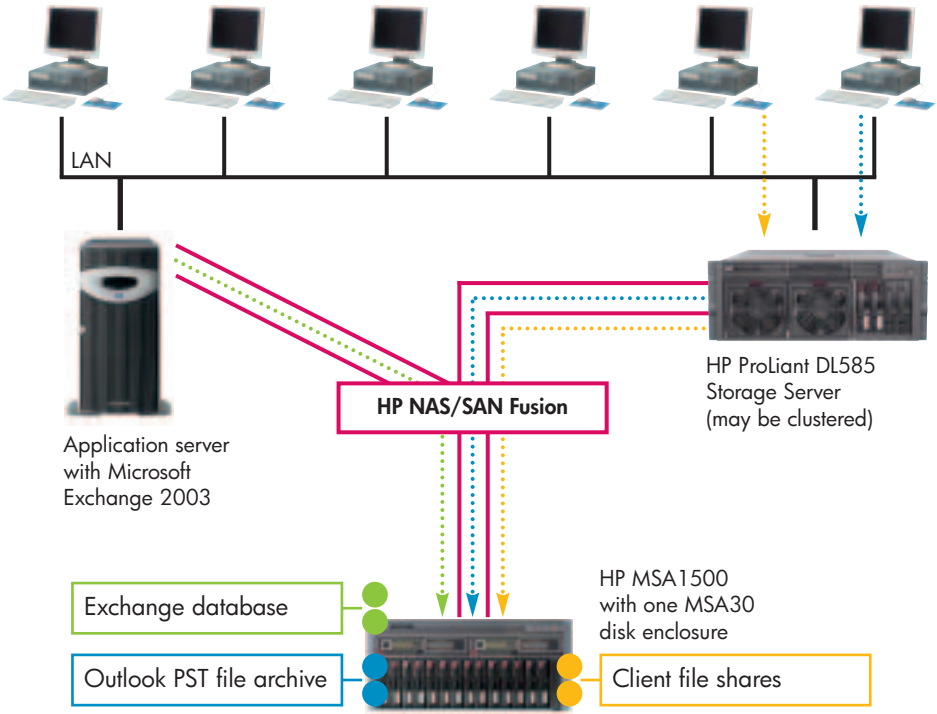 LAN
HP ProLiant DL585
Storage Server
(may be clustered)
HP NAS/SAN Fusion
Application server
with Microsoft
Exchange 2003
HP MSA1500
with one MSA30
disk enclosure
Exchange database
Outlook PST file archive
Client file shares